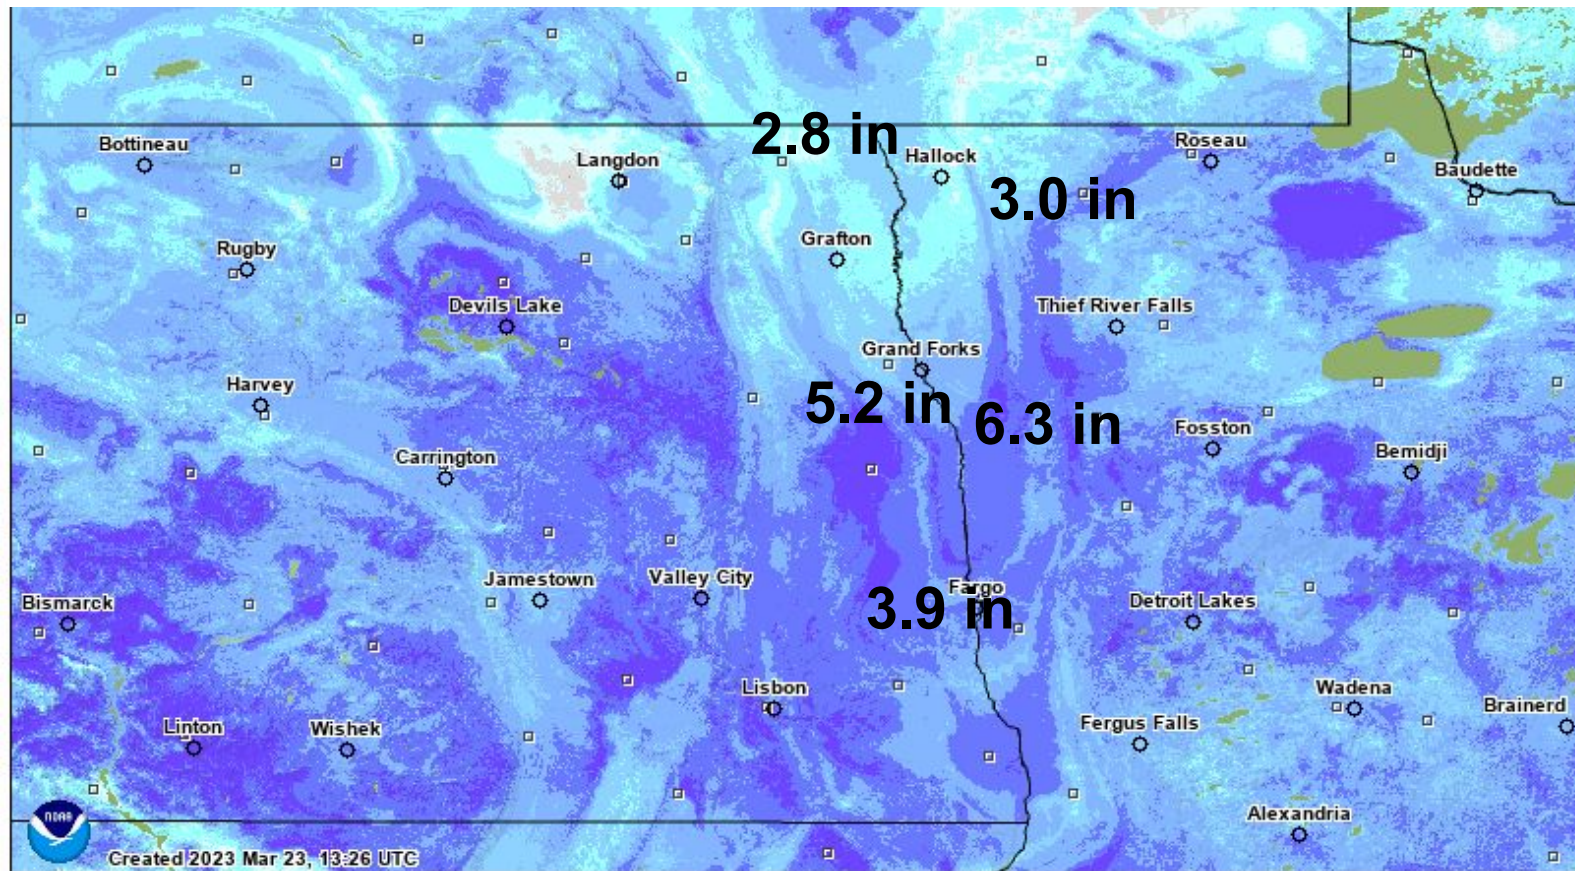 2.8 in
Bottineau
Langdon
Hallock
Roseau
Baudette
3.0 in
Rugby
Grafton
Devils Lake
Thief River Falls
Grand Forks
Harvey
5.2 in
6.3 in
Fosston
Carrington
Bemidji
Jamestown
Valley City
Fargo
Bismarck
3.9 in
Detroit Lakes
Lisbon
Wadena
Brainerd
Linton
Wishek
Fergus Falls
Alexandria
NOAA
Created 2023 Mar 23, 13:26 UTC